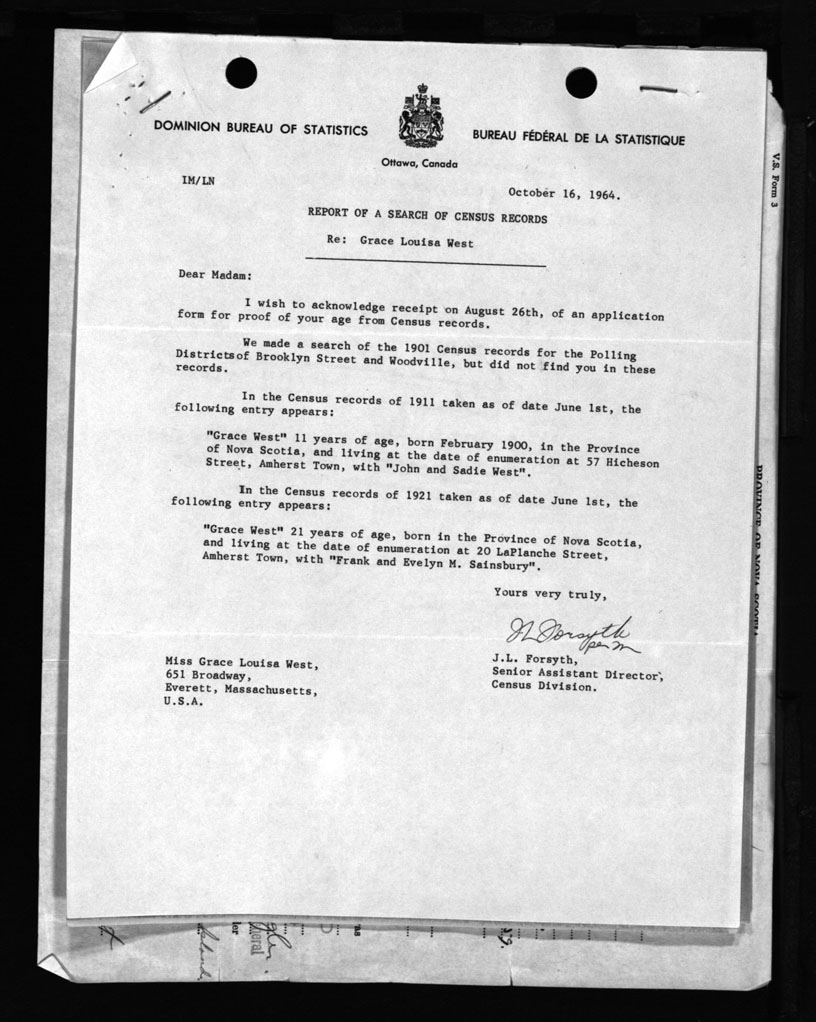 DOMINION BUREAU OF STATISTICS
BUREAU FÉDÉRAL DE LA STATISTIQUE
Ottawa, Canada
IM/LN
October 16, 1964.
REPORT OF A SEARCH OF CENSUS RECORDS
Re: Grace Louisa West
Dear Madam:
I wish to acknowledge receipt on August 26th, of an application
form for proof of your age from Census records.
We made a search of the 1901 Census records for the Polling
Districts of Brooklyn Street and Woodville, but did not find you in these
records.
In the Census records of 1911 taken as of date June 1st, the
following entry appears:
"Grace West" 11 years of age, born February 1900, in the Province
of Nova Scotia, and living at the date of enumeration at 57 Hicheson
Street, Amherst Town, with "John and Sadie West".
In the Census records of 1921 taken as of date June 1st, the
following entry appears:
"Grace West" 21 years of age, born in the Province of Nova Scotia,
and living at the date of enumeration at 20 LaPlanche Street,
Amherst Town, with "Frank and Evelyn M. Sainsbury".
Yours very truly,
JL Forsyth
per m
J.L. Forsyth,
Senior Assistant Director,
Census Division.
Miss Grace Louisa West,
651 Broadway,
Everett, Massachusetts,
U.S.A.
V.S. Form 3